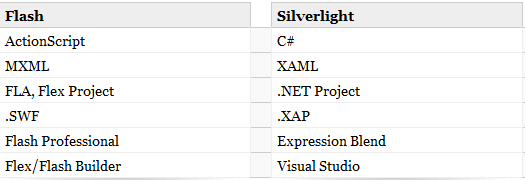 Flash Silverlight
ActionScript C#
MXML XAML
FLA, Flex Project .NET Project
.SWF .XAP
Flash Professional Expression Blend
Flex/Flash Builder Visual Studio